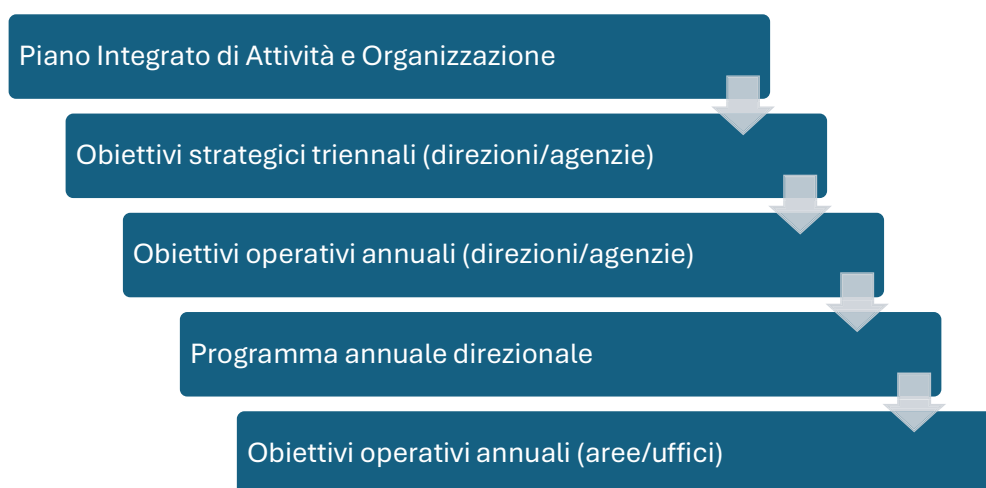 Piano Integrato di Attività e Organizzazione
Obiettivi strategici triennali (direzioni/agenzie)
Obiettivi operativi annuali (direzioni/agenzie)
Programma annuale direzionale
Obiettivi operativi annuali (aree/uffici)